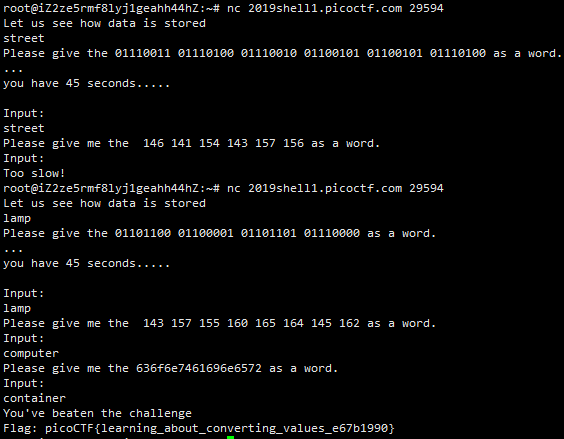 root@iZ2ze5rmf8lyj1geahh44hZ:~# nc 2019shell1.picoctf.com 29594
Let us see how data is stored
street
Please give the 01110011 01110100 01110010 01100101 01100101 01110100 as a word.
...
you have 45 seconds.....
Input:
street
Please give me the  146 141 154 143 157 156 as a word.
Input:
Too slow!
root@iZ2ze5rmf8lyj1geahh44hZ:~# nc 2019shell1.picoctf.com 29594
Let us see how data is stored
lamp
Please give the 01101100 01100001 01101101 01110000 as a word.
...
you have 45 seconds.....
Input:
lamp
Please give me the  143 157 155 160 165 164 145 162 as a word.
Input:
computer
Please give me the 636f6e7461696e6572 as a word.
Input:
container
You've beaten the challenge
Flag: picoCTF{learning_about_converting_values_e67b1990}